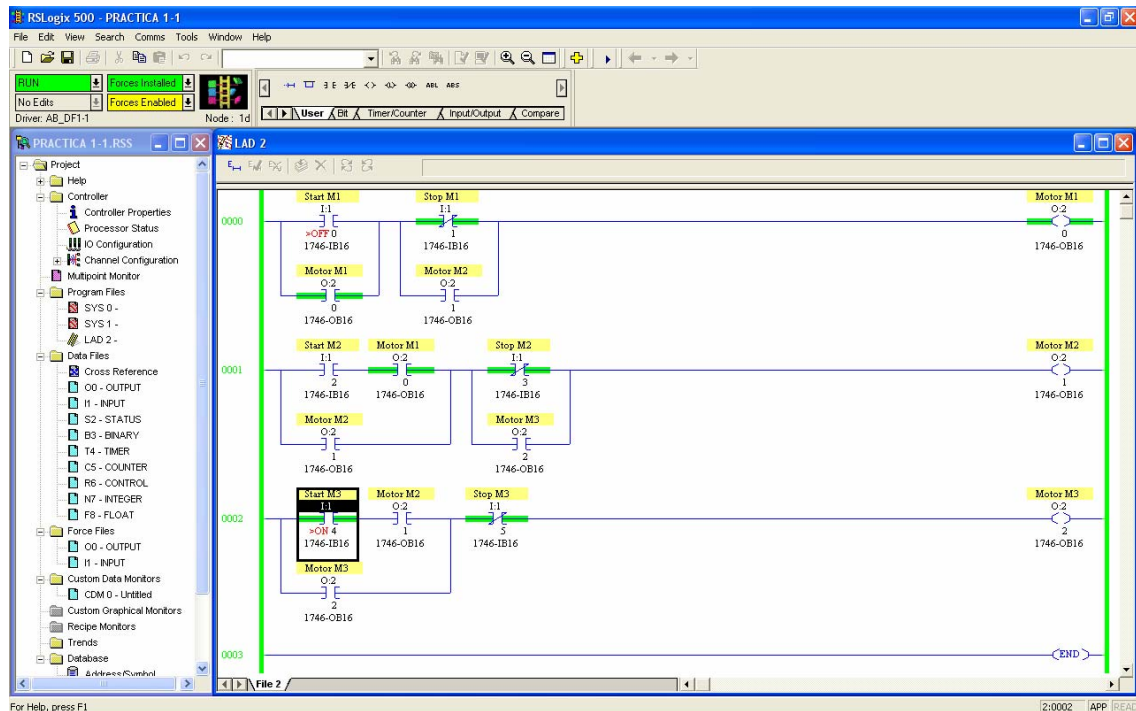 RSLogix 500 - PRACTICA 1-1
File Edit View Search Comms Tools Window Help
RUN
Forces Installed
No Edits
Forces Enabled
Driver: AB_DF1-1
Node : 1d
ABL ABS
User Bit Timer/Counter Input/Output Compare
PRACTICA 1-1.RSS
Project
Help
Controller
Controller Properties
Processor Status
IO Configuration
Channel Configuration
Multipoint Monitor
Program Files
SYS 0 -
SYS 1 -
LAD 2 -
Data Files
Cross Reference
O0 - OUTPUT
I1 - INPUT
S2 - STATUS
B3 - BINARY
T4 - TIMER
C5 - COUNTER
R6 - CONTROL
N7 - INTEGER
F8 - FLOAT
Force Files
O0 - OUTPUT
I1 - INPUT
Custom Data Monitors
CDM 0 - Untitled
Custom Graphical Monitors
Recipe Monitors
Trends
Database
Address/Symbol
LAD 2
Start M1 Stop M1 Motor M1
I:1 I:1 O:2
0000
>OFF 0 1 0
1746-IB16 1746-IB16 1746-OB16
Motor M1 Motor M2
O:2 O:2
0 1
1746-OB16 1746-OB16
Start M2 Motor M1 Stop M2 Motor M2
I:1 O:2 I:1 O:2
0001
2 0 3 1
1746-IB16 1746-OB16 1746-IB16 1746-OB16
Motor M2 Motor M3
O:2 O:2
1 2
1746-OB16 1746-OB16
Start M3 Motor M2 Stop M3 Motor M3
I:1 O:2 I:1 O:2
0002
>ON 4 1 5 2
1746-IB16 1746-OB16 1746-IB16 1746-OB16
Motor M3
O:2
2
1746-OB16
0003 END
File 2
For Help, press F1
2:0002 APP READ